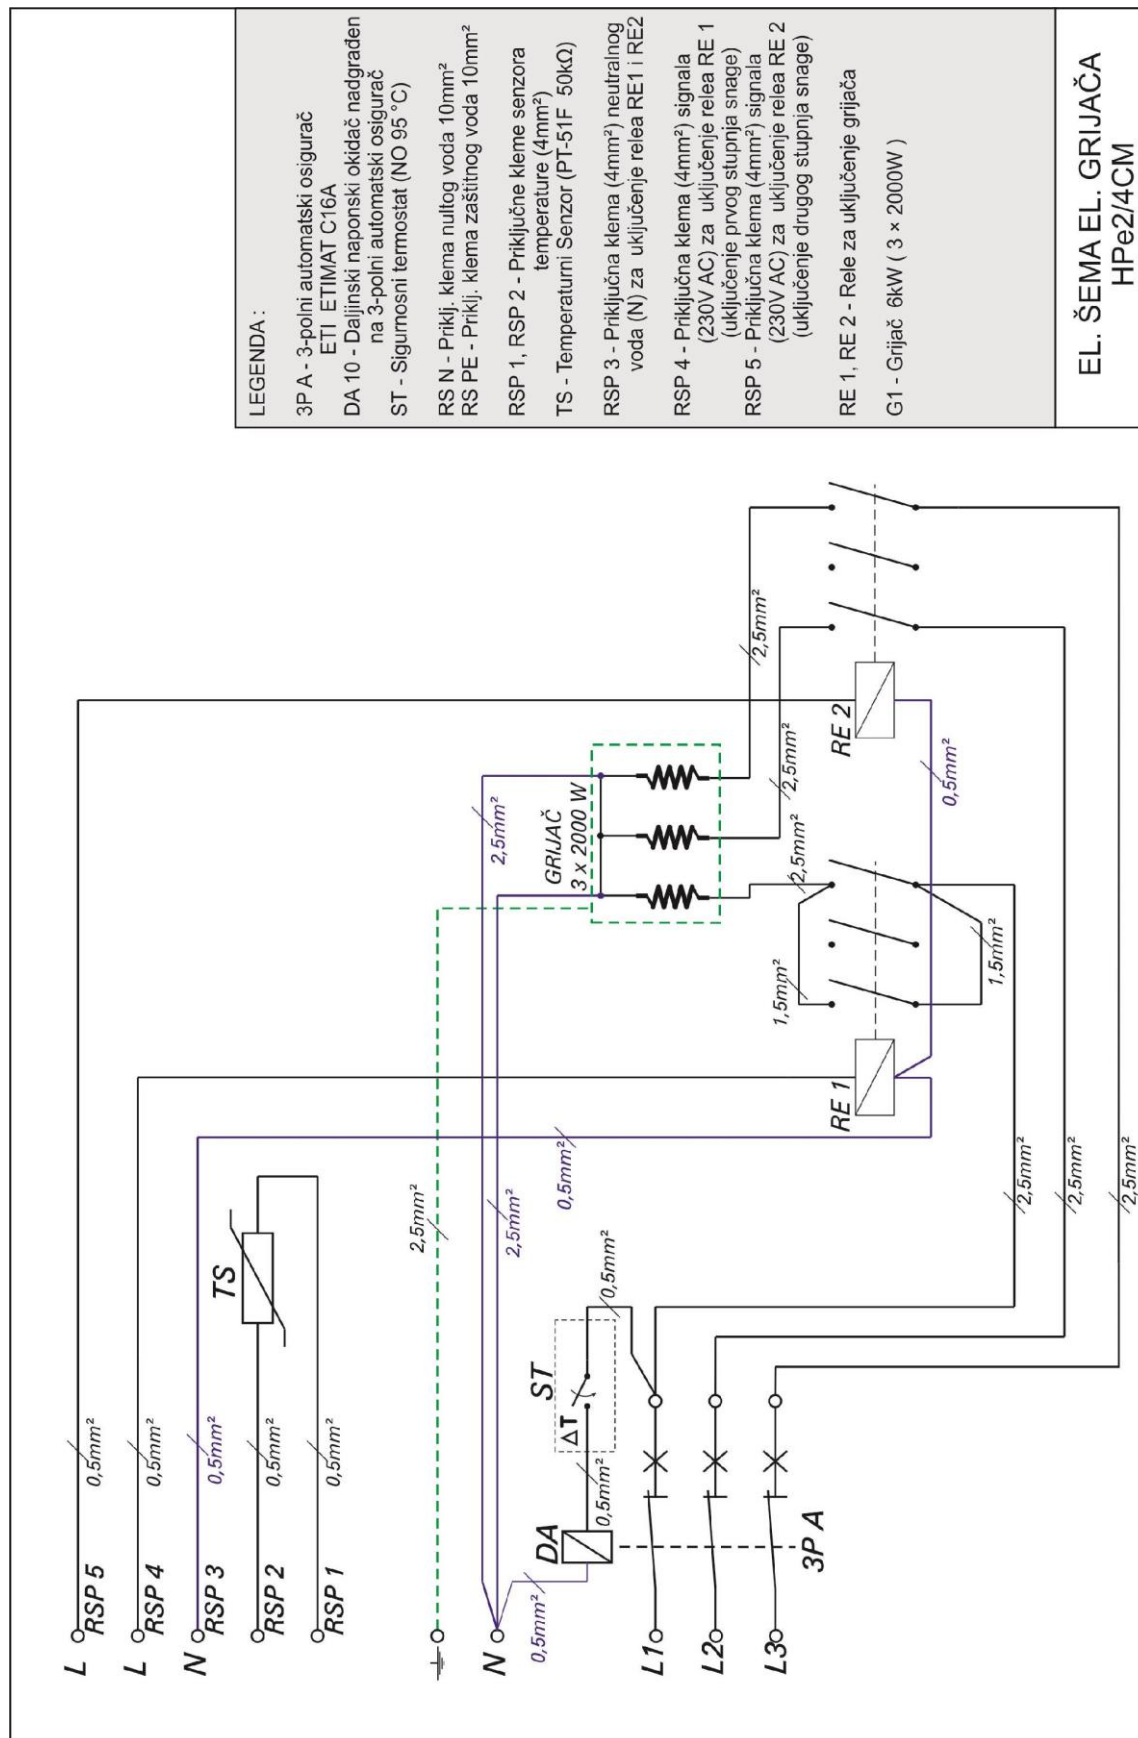 L
RSP 5
0,5mm²
L
RSP 4
0,5mm²
N
RSP 3
0,5mm²
RSP 2
0,5mm²
RSP 1
0,5mm²
TS
2,5mm²
N
2,5mm²
2,5mm²
0,5mm²
0,5mm²
DA
0,5mm²
ΔT
ST
0,5mm²
L1
L2
L3
3P A
GRIJAČ
3 x 2000 W
RE 1
RE 2
1,5mm²
2,5mm²
2,5mm²
2,5mm²
1,5mm²
0,5mm²
2,5mm²
2,5mm²
2,5mm²
LEGENDA :
3P A - 3-polni automatski osigurač
ETI ETIMAT C16A
DA 10 - Daljinski naponski okidač nadgrađen
na 3-polni automatski osigurač
ST - Sigurnosni termostat (NO 95 °C)
RS N - Priklj. klema nultog voda 10mm²
RS PE - Priklj. klema zaštitnog voda 10mm²
RSP 1, RSP 2 - Priključne kleme senzora
temperature (4mm²)
TS - Temperaturni Senzor (PT-51F 50kΩ)
RSP 3 - Priključna klema (4mm²) neutralnog
voda (N) za uključenje relea RE1 i RE2
RSP 4 - Priključna klema (4mm²) signala
(230V AC) za uključenje relea RE 1
(uključenje prvog stupnja snage)
RSP 5 - Priključna klema (4mm²) signala
(230V AC) za uključenje relea RE 2
(uključenje drugog stupnja snage)
RE 1, RE 2 - Rele za uključenje grijača
G1 - Grijač 6kW ( 3 × 2000W )
EL. ŠEMA EL. GRIJAČA
HPe2/4CM